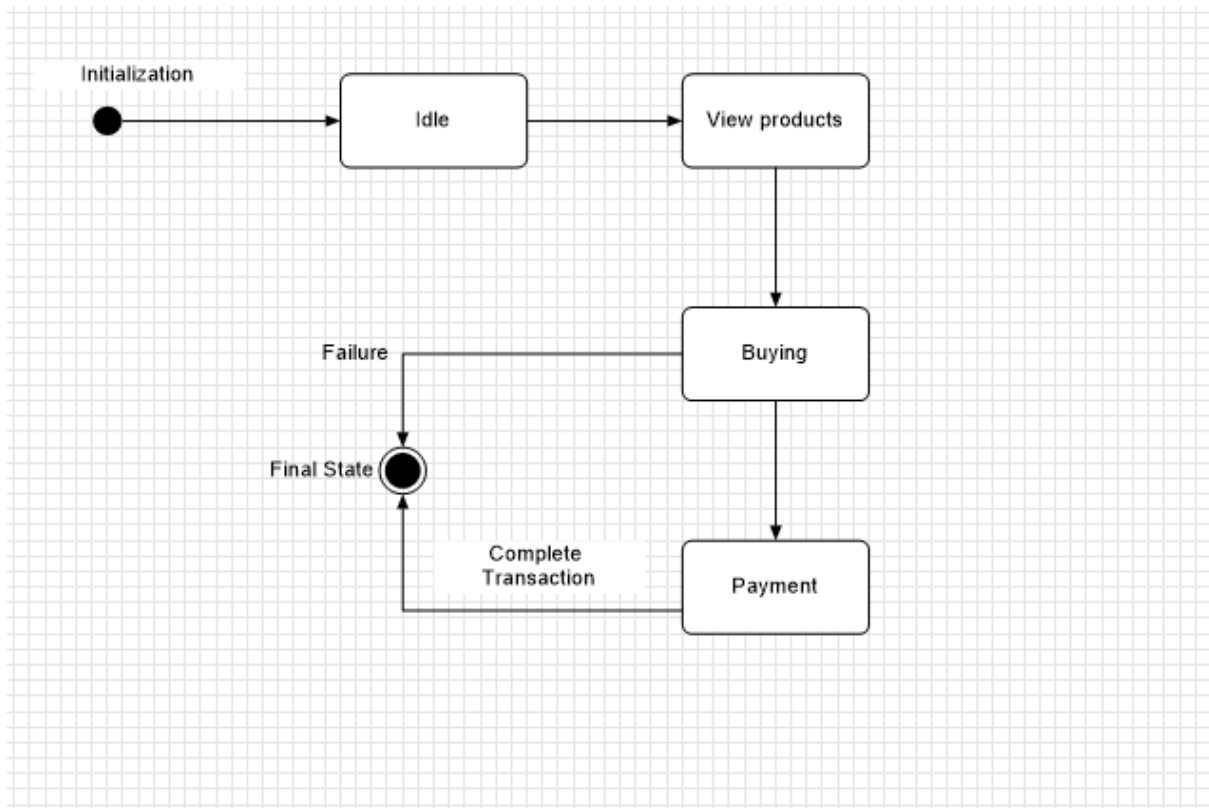 Initialization
Idle
View products
Buying
Failure
Final State
Complete
Transaction
Payment